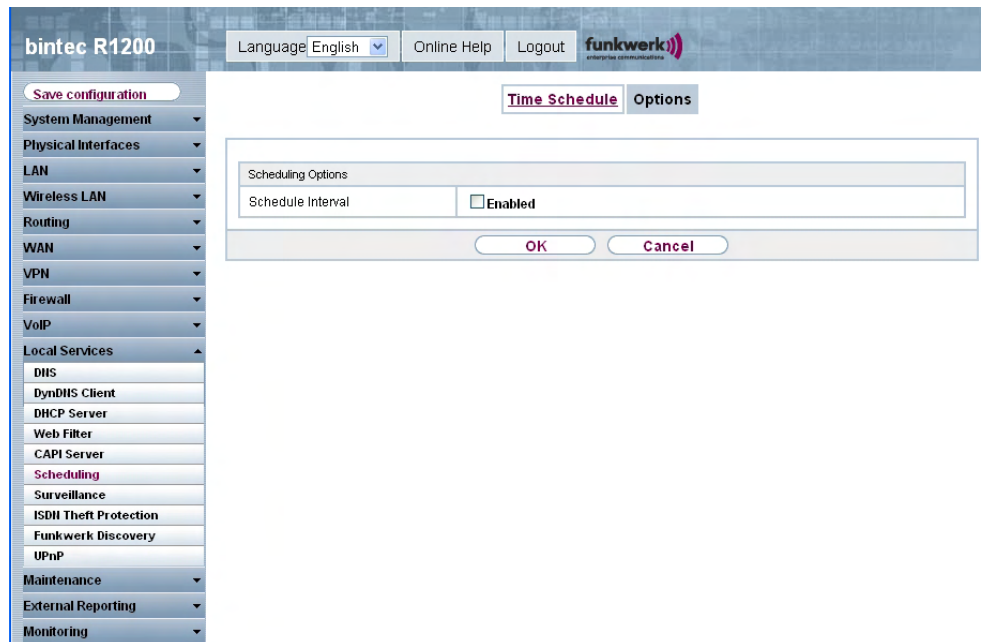 bintec R1200
Language English Online Help Logout funkwerk
enterprise communications
Save configuration
Time Schedule Options
System Management
Physical Interfaces
LAN
Wireless LAN
Routing
WAN
VPN
Firewall
VoIP
Local Services
DNS
DynDNS Client
DHCP Server
Web Filter
CAPI Server
Scheduling
Surveillance
ISDN Theft Protection
Funkwerk Discovery
UPnP
Maintenance
External Reporting
Monitoring
Scheduling Options
Schedule Interval Enabled
OK Cancel